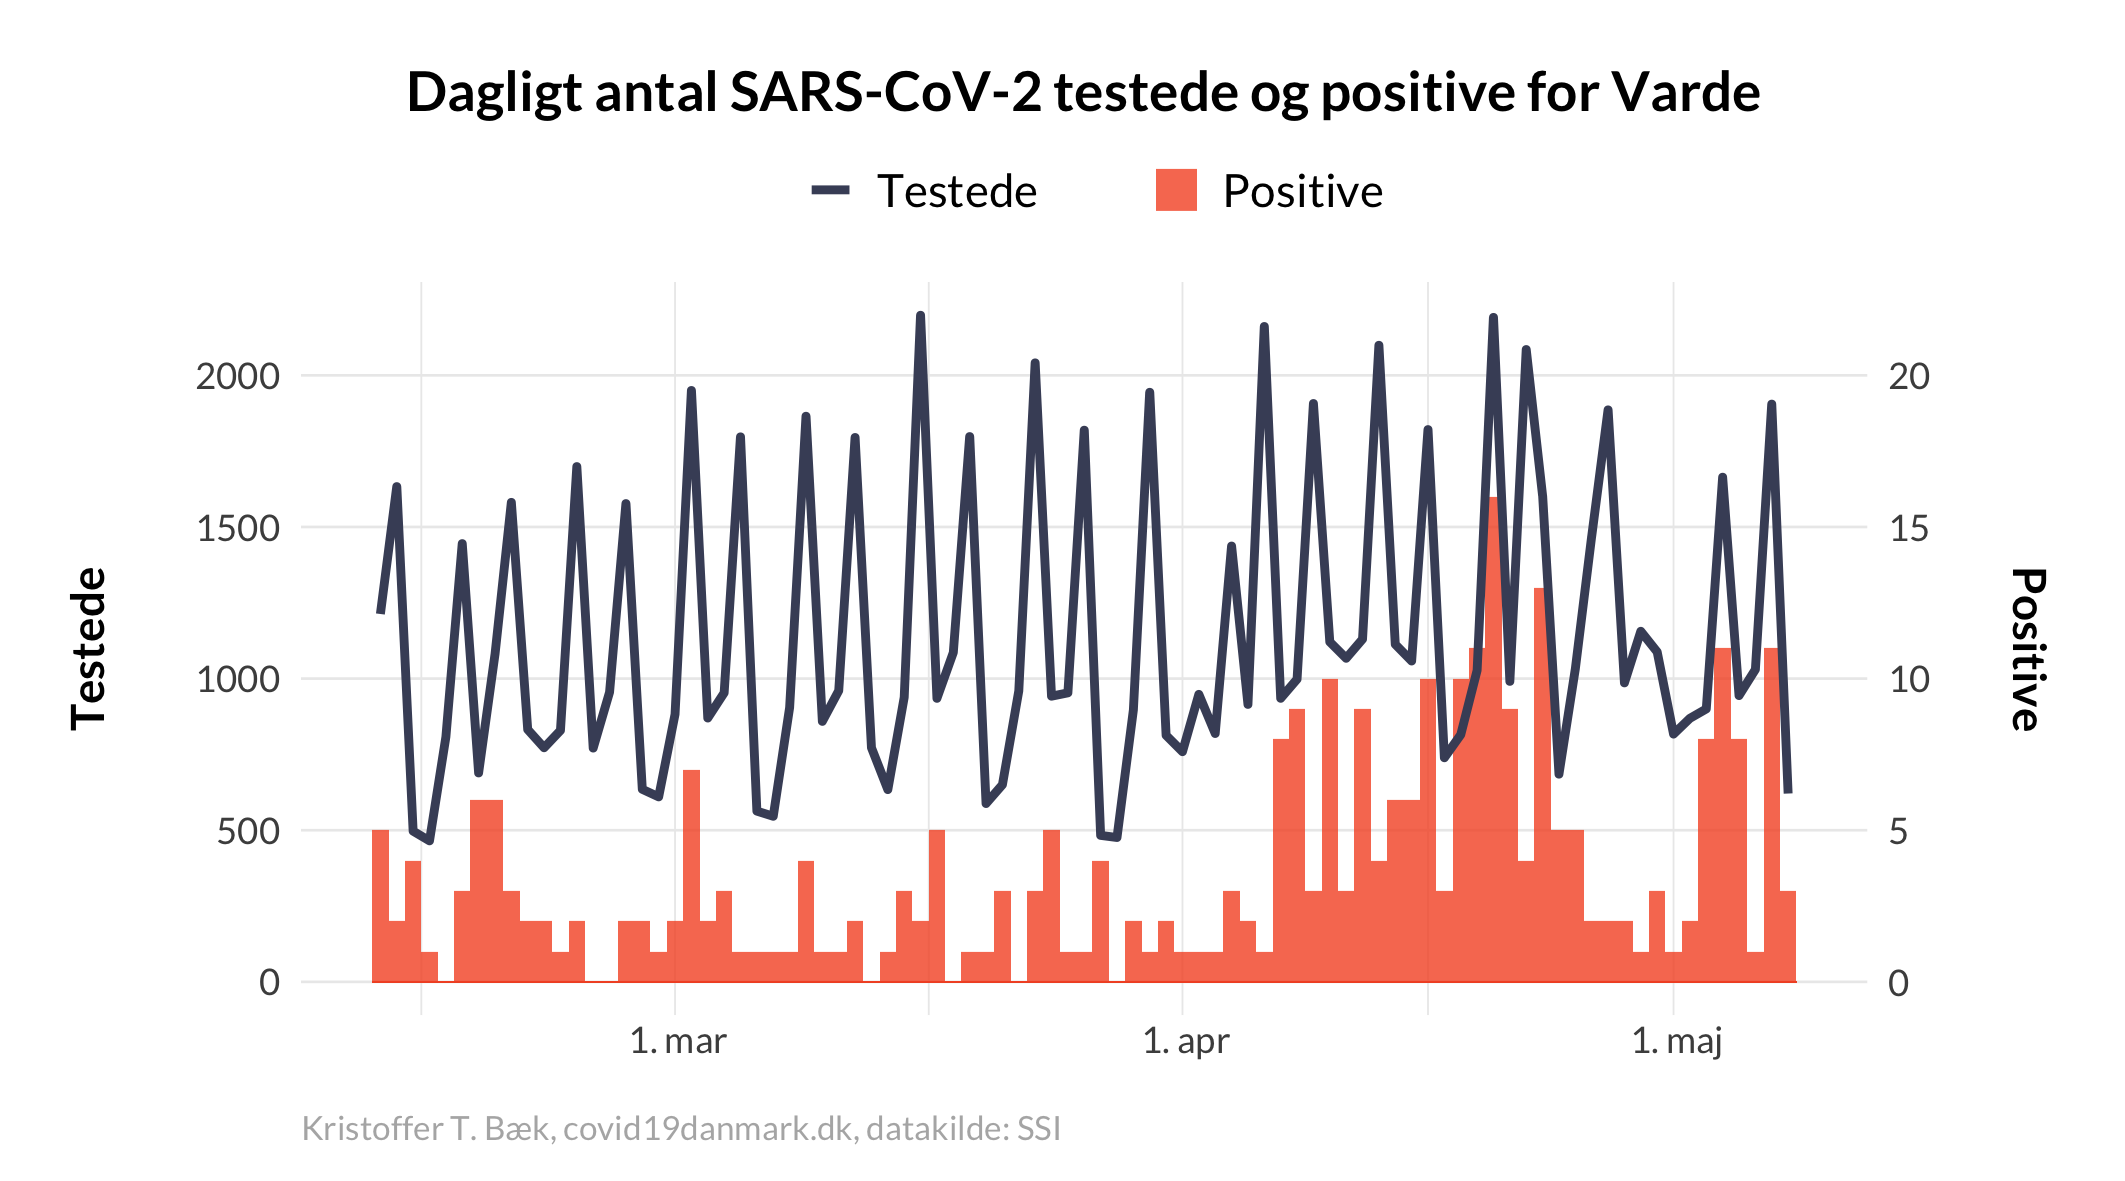 Dagligt antal SARS-CoV-2 testede og positive for Varde
Testede
Positive
2000
1500
1000
500
0
Testede
20
15
10
5
0
Positive
1. mar
1. apr
1. maj
Kristoffer T. Bæk, covid19danmark.dk, datakilde: SSI